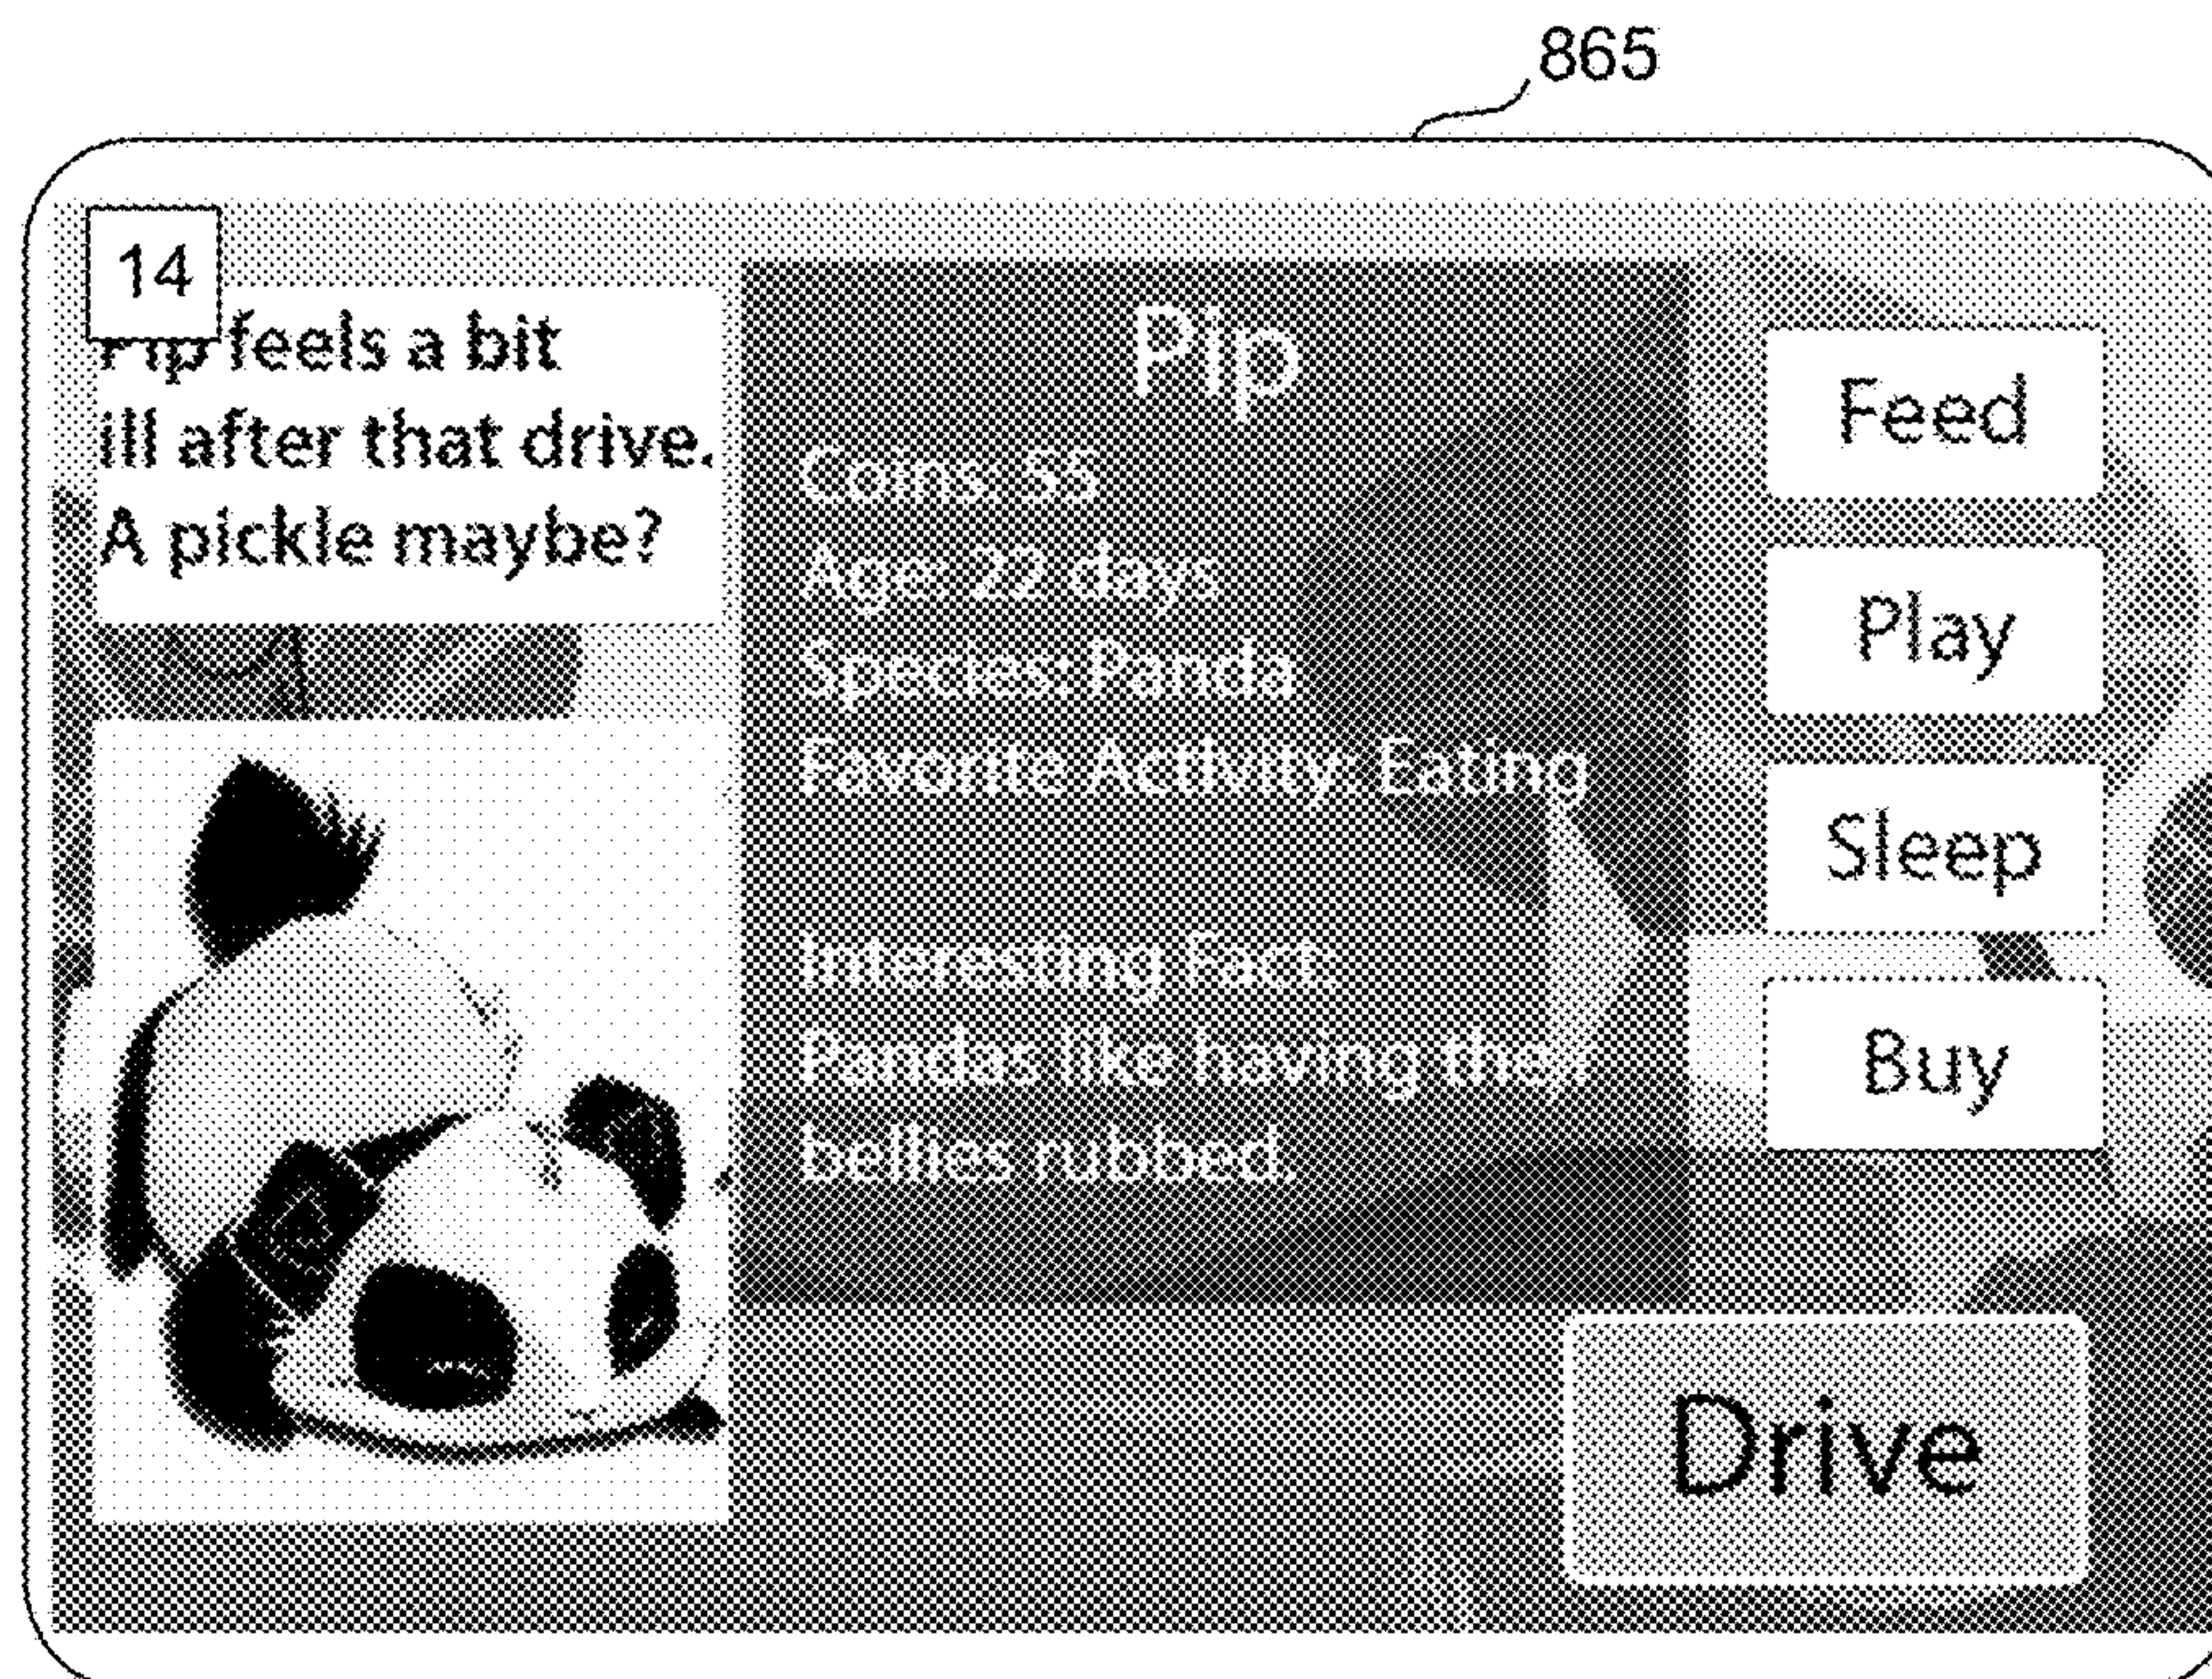 865
14
Pip feels a bit
ill after that drive.
A pickle maybe?
Pip
Coins: 55
Age: 22 days
Species: Panda
Favorite Activity: Eating
Interesting Fact:
Pandas like having their
bellies rubbed.
Feed
Play
Sleep
Buy
Drive